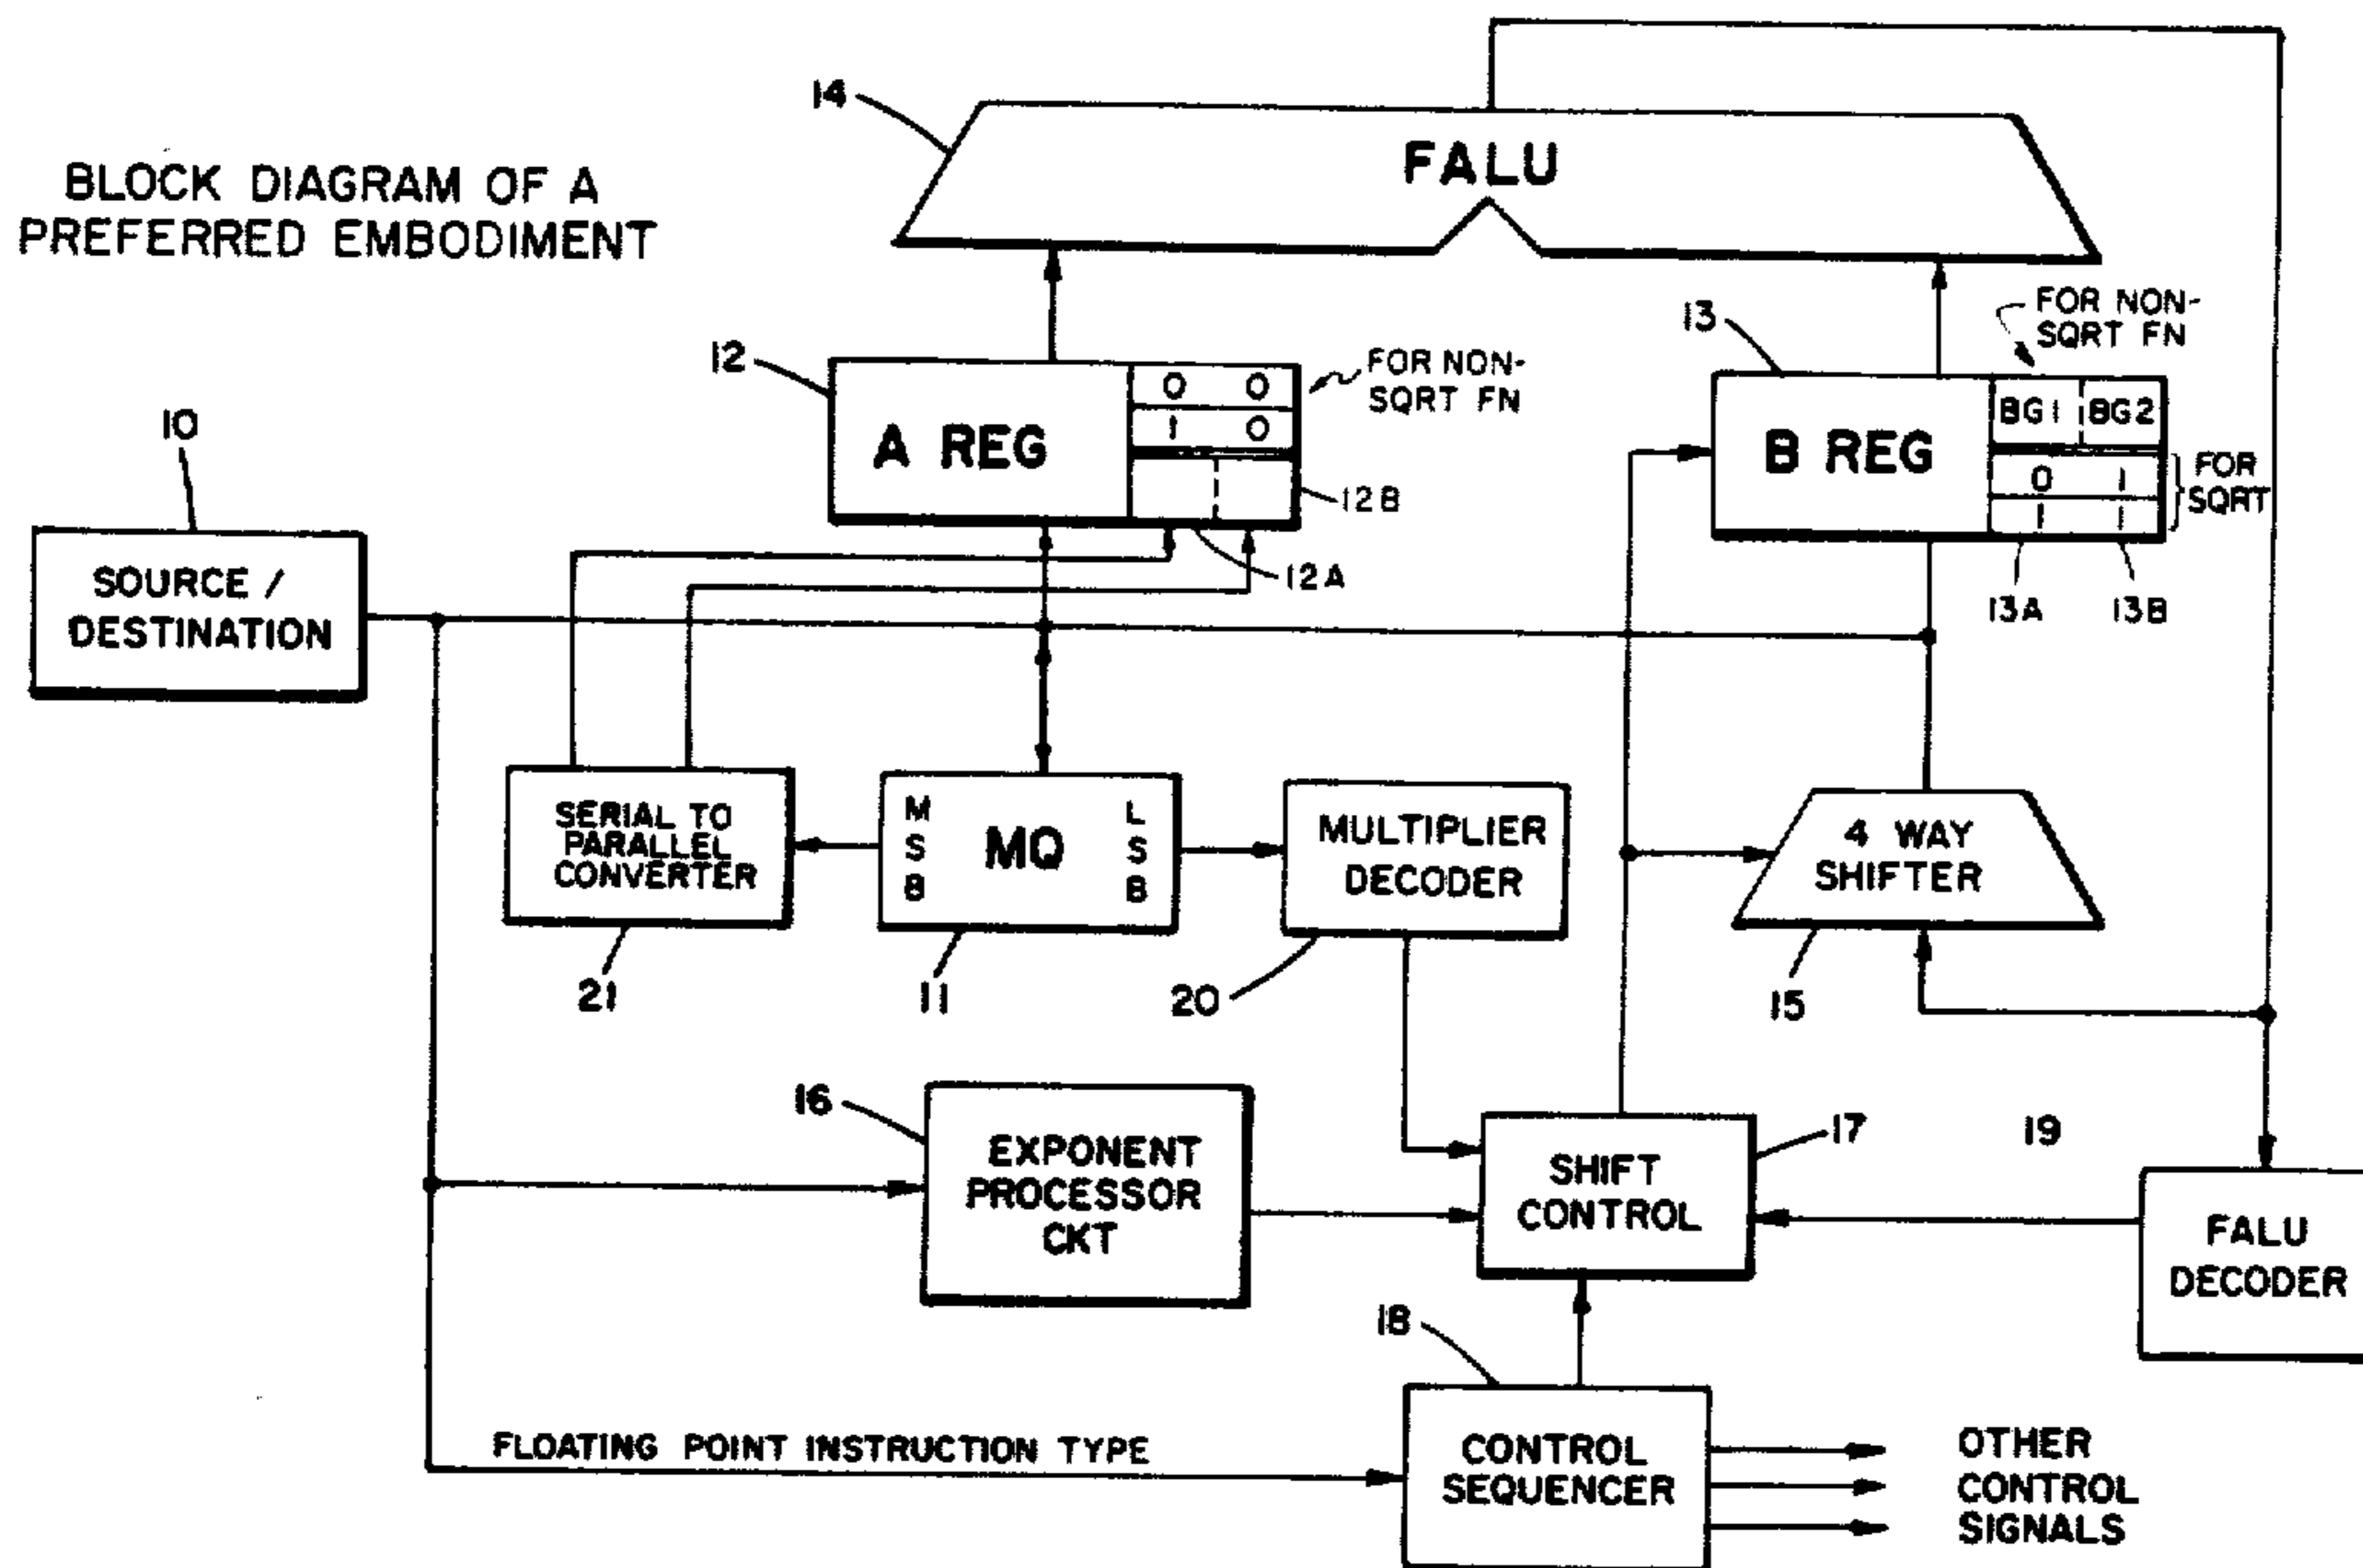 BLOCK DIAGRAM OF A
PREFERRED EMBODIMENT
14
FALU
12
A REG
0 0
1 0
FOR NON-
SQRT FN
12B
12A
13
B REG
BG1 BG2
0 1
1 1
FOR NON-
SQRT FN
FOR
SQRT
13A
13B
10
SOURCE /
DESTINATION
SERIAL TO
PARALLEL
CONVERTER
21
MSB
MQ
LSB
11
MULTIPLIER
DECODER
20
4 WAY
SHIFTER
15
16
EXPONENT
PROCESSOR
CKT
SHIFT
CONTROL
17
19
FALU
DECODER
18
FLOATING POINT INSTRUCTION TYPE
CONTROL
SEQUENCER
OTHER
CONTROL
SIGNALS